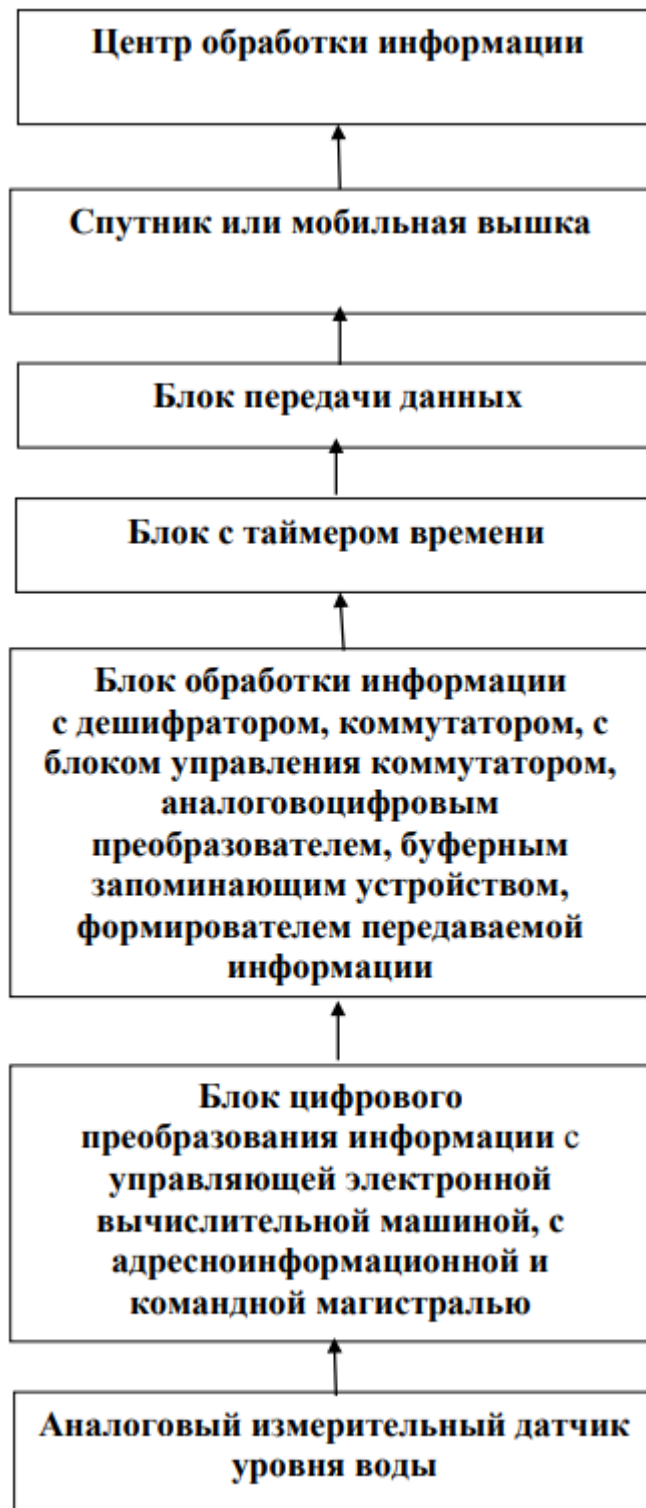 Центр обработки информации
Спутник или мобильная вышка
Блок передачи данных
Блок с таймером времени
Блок обработки информации
с дешифратором, коммутатором, с
блоком управления коммутатором,
аналоговоцифровым
преобразователем, буферным
запоминающим устройством,
формирователем передаваемой
информации
Блок цифрового
преобразования информации с
управляющей электронной
вычислительной машиной, с
адресноинформационной и
командной магистралью
Аналоговый измерительный датчик
уровня воды